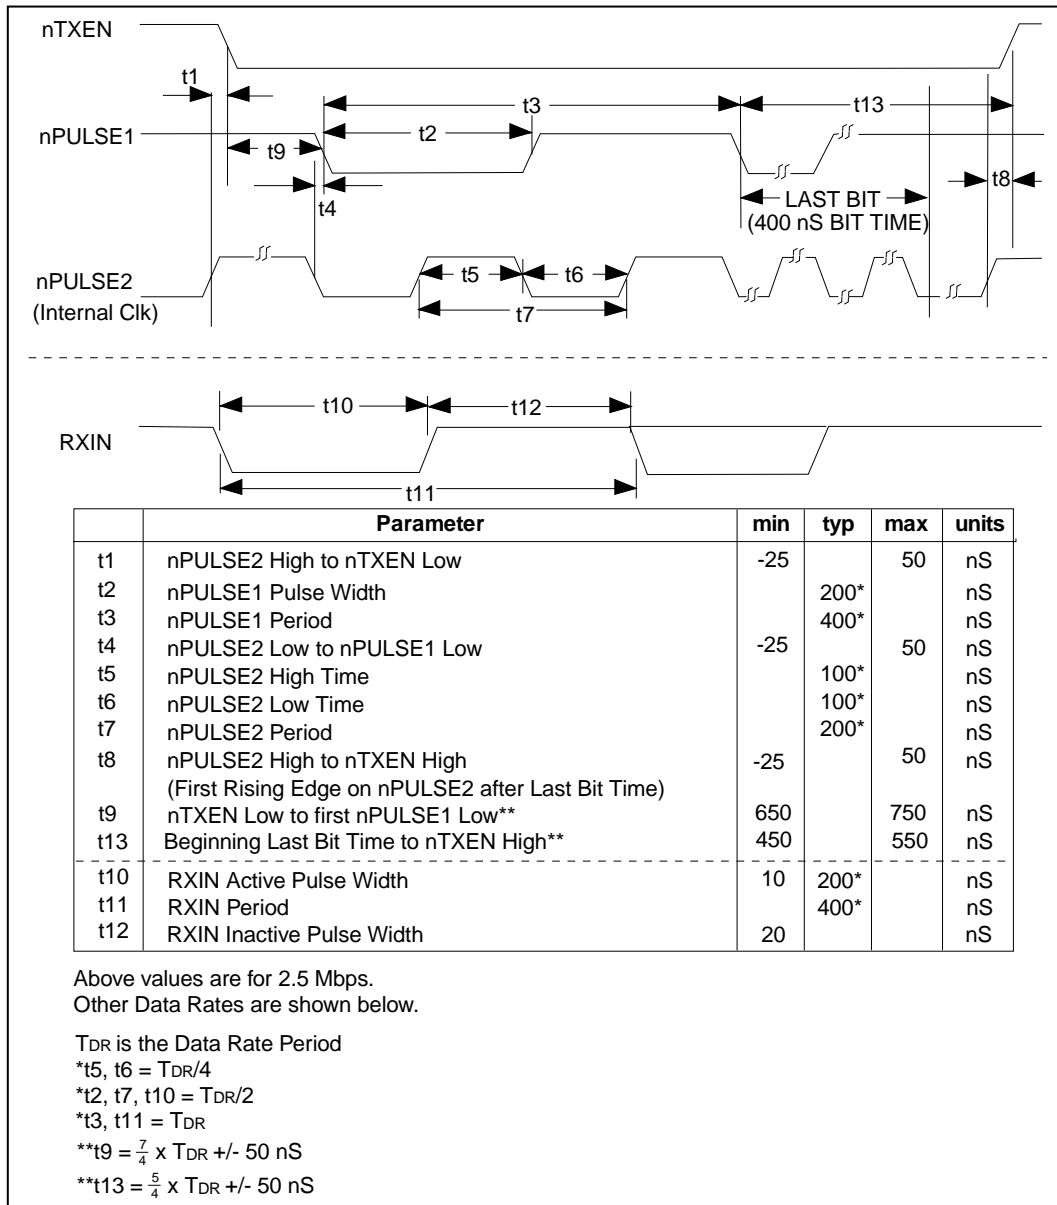 nTXEN
t1
t3
t13
nPULSE1
t2
t9
t4
t8
LAST BIT
(400 nS BIT TIME)
nPULSE2
(Internal Clk)
t5
t6
t7
t10
t12
RXIN
t11
Parameter min typ max units
t1 nPULSE2 High to nTXEN Low -25 50 nS
t2 nPULSE1 Pulse Width 200* nS
t3 nPULSE1 Period 400* nS
t4 nPULSE2 Low to nPULSE1 Low -25 50 nS
t5 nPULSE2 High Time 100* nS
t6 nPULSE2 Low Time 100* nS
t7 nPULSE2 Period 200* nS
t8 nPULSE2 High to nTXEN High -25 50 nS
(First Rising Edge on nPULSE2 after Last Bit Time)
t9 nTXEN Low to first nPULSE1 Low** 650 750 nS
t13 Beginning Last Bit Time to nTXEN High** 450 550 nS
t10 RXIN Active Pulse Width 10 200* nS
t11 RXIN Period 400* nS
t12 RXIN Inactive Pulse Width 20 nS
Above values are for 2.5 Mbps.
Other Data Rates are shown below.
TDR is the Data Rate Period
*t5, t6 = TDR/4
*t2, t7, t10 = TDR/2
*t3, t11 = TDR
**t9 = 7/4 x TDR +/- 50 nS
**t13 = 5/4 x TDR +/- 50 nS